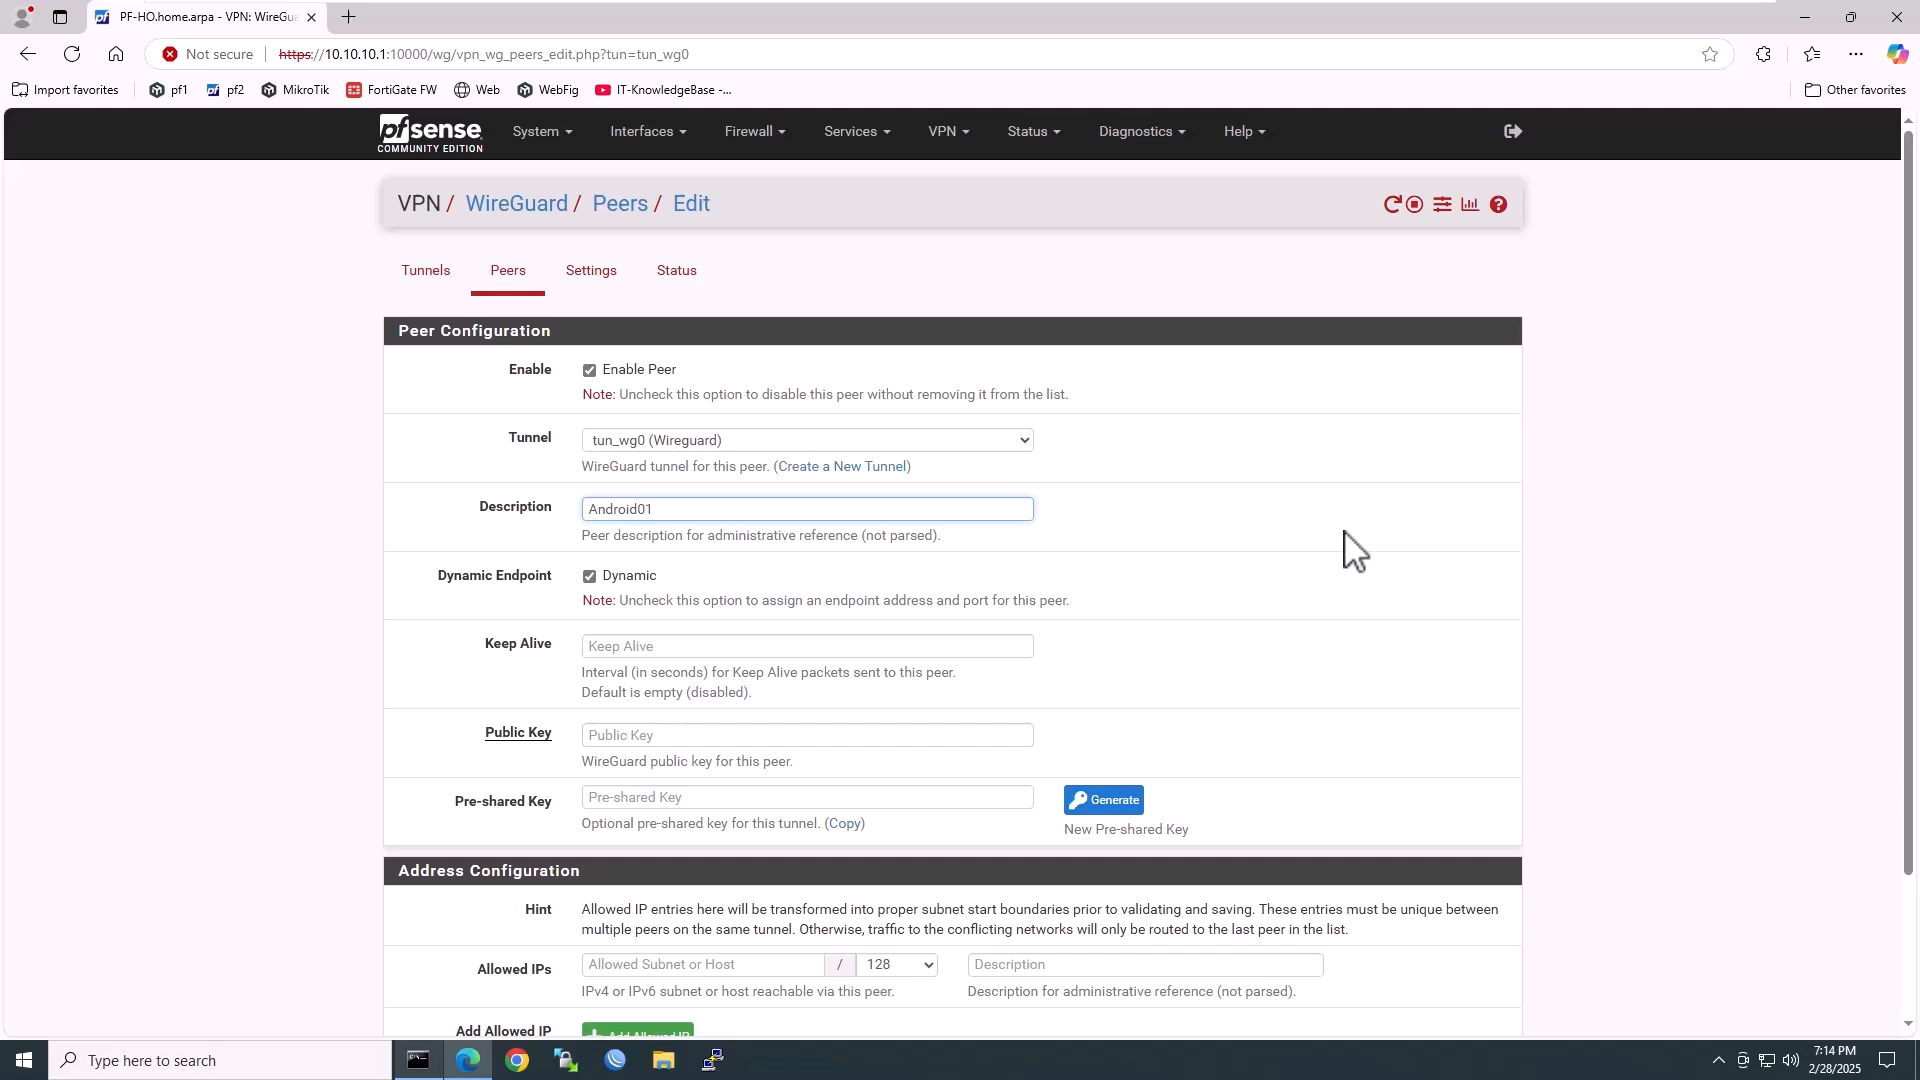 PF-HO.home.arpa - VPN: WireGua
Not secure
https://10.10.10.1:10000/wg/vpn_wg_peers_edit.php?tun=tun_wg0
Import favorites
pf1
pf2
MikroTik
FortiGate FW
Web
WebFig
IT-KnowledgeBase -...
Other favorites
pfsense
COMMUNITY EDITION
System
Interfaces
Firewall
Services
VPN
Status
Diagnostics
Help
VPN / WireGuard / Peers / Edit
Tunnels
Peers
Settings
Status
Peer Configuration
Enable
Enable Peer
Note: Uncheck this option to disable this peer without removing it from the list.
Tunnel
tun_wg0 (Wireguard)
WireGuard tunnel for this peer. (Create a New Tunnel)
Description
Android01
Peer description for administrative reference (not parsed).
Dynamic Endpoint
Dynamic
Note: Uncheck this option to assign an endpoint address and port for this peer.
Keep Alive
Keep Alive
Interval (in seconds) for Keep Alive packets sent to this peer.
Default is empty (disabled).
Public Key
Public Key
WireGuard public key for this peer.
Pre-shared Key
Pre-shared Key
Generate
Optional pre-shared key for this tunnel. (Copy)
New Pre-shared Key
Address Configuration
Hint
Allowed IP entries here will be transformed into proper subnet start boundaries prior to validating and saving. These entries must be unique between
multiple peers on the same tunnel. Otherwise, traffic to the conflicting networks will only be routed to the last peer in the list.
Allowed IPs
Allowed Subnet or Host
/
128
Description
IPv4 or IPv6 subnet or host reachable via this peer.
Description for administrative reference (not parsed).
Add Allowed IP
Add Allowed IP
Type here to search
7:14 PM
2/28/2025